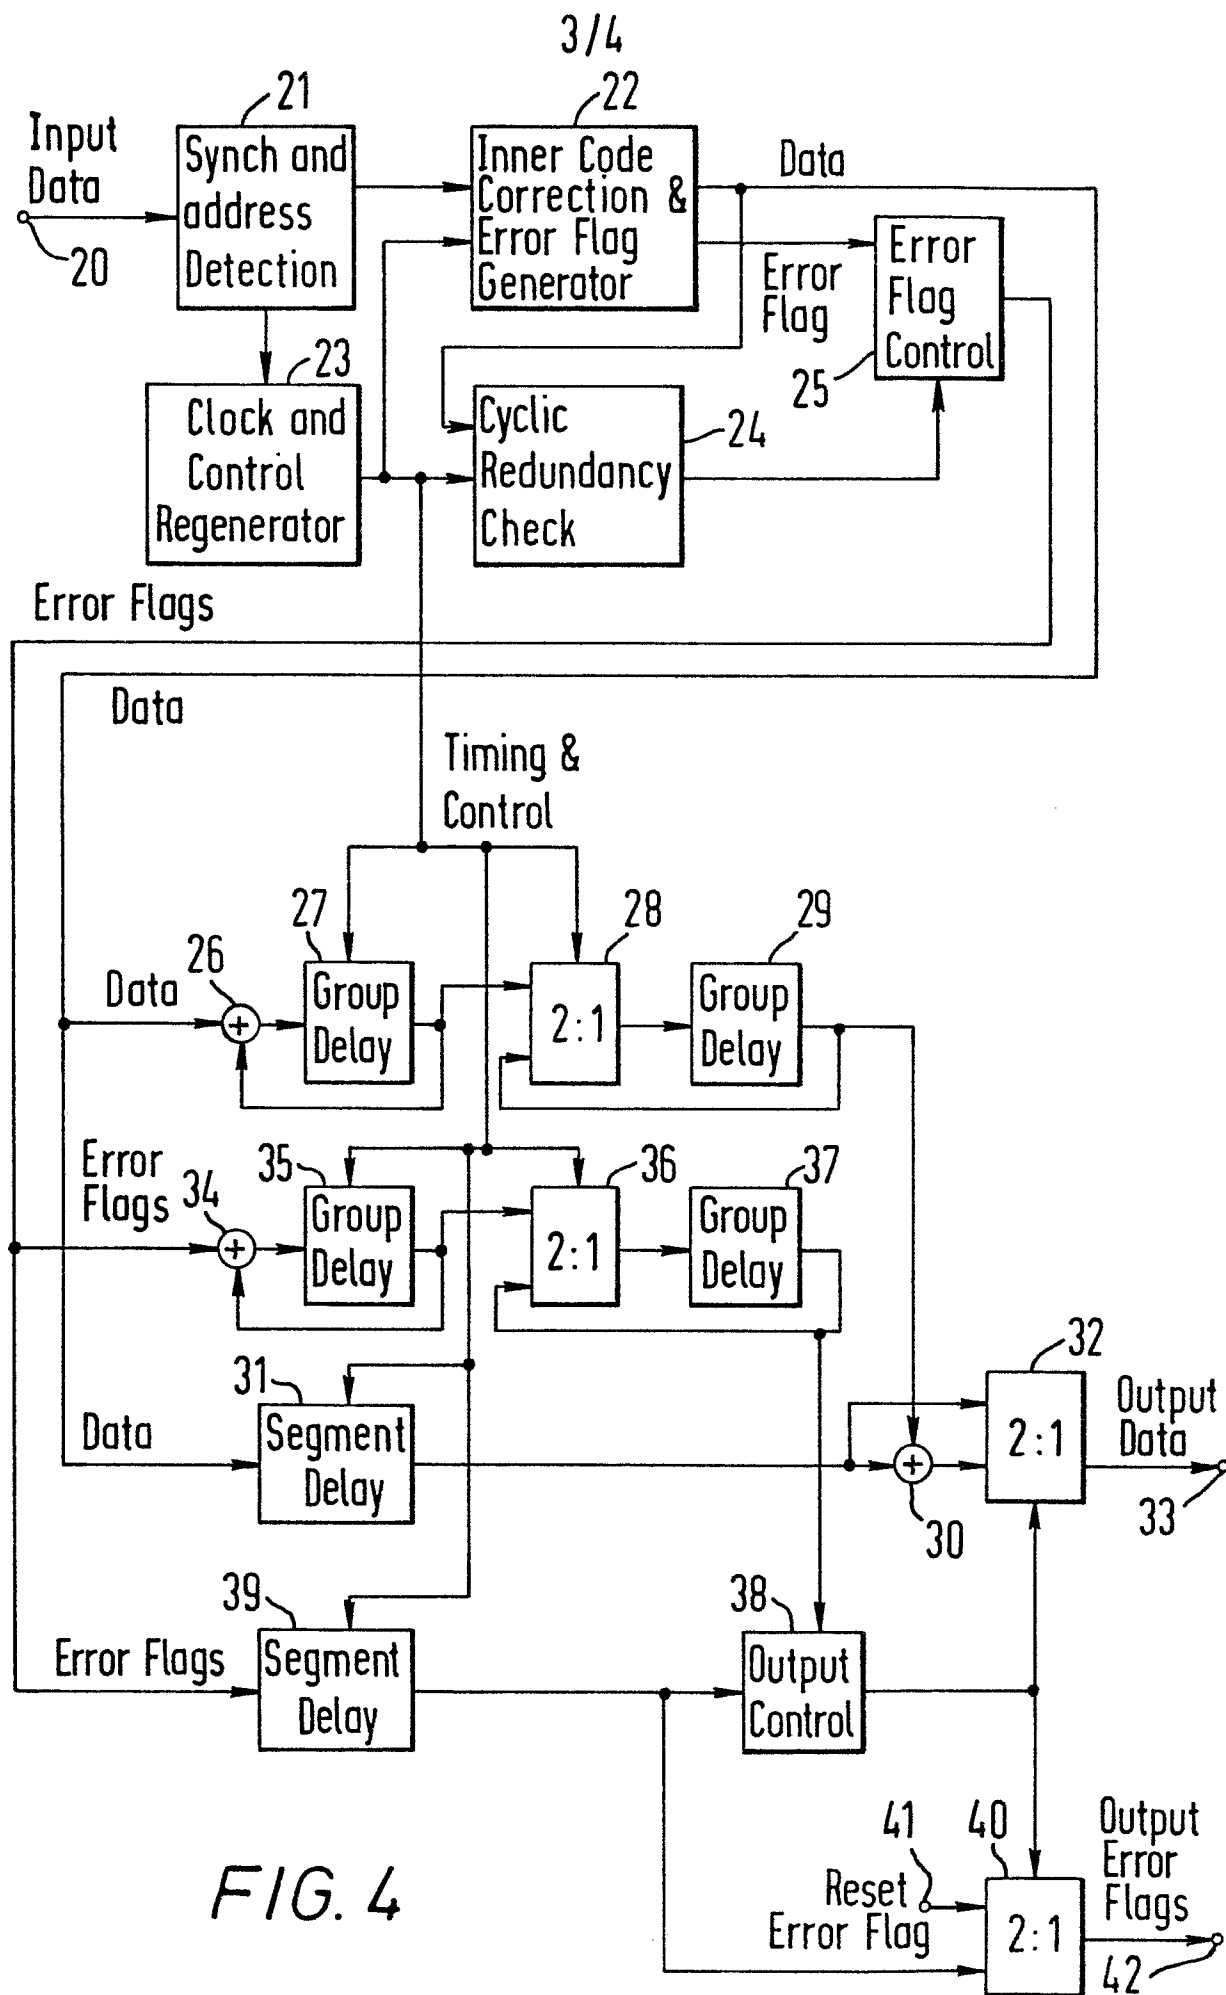 3/4
21
22
Input
Data
20
Synch and
address
Detection
Inner Code
Correction &
Error Flag
Generator
Data
Error
Flag
Error
Flag
Control
25
23
Clock and
Control
Regenerator
Cyclic
Redundancy
Check
24
Error Flags
Data
Timing &
Control
26
27
28
29
Data
+
Group
Delay
2:1
Group
Delay
Error
Flags
34
35
36
37
+
Group
Delay
2:1
Group
Delay
31
32
Data
Segment
Delay
+
30
2:1
Output
Data
33
39
38
Error Flags
Segment
Delay
Output
Control
41
40
Reset
Error Flag
2:1
Output
Error
Flags
42
FIG. 4